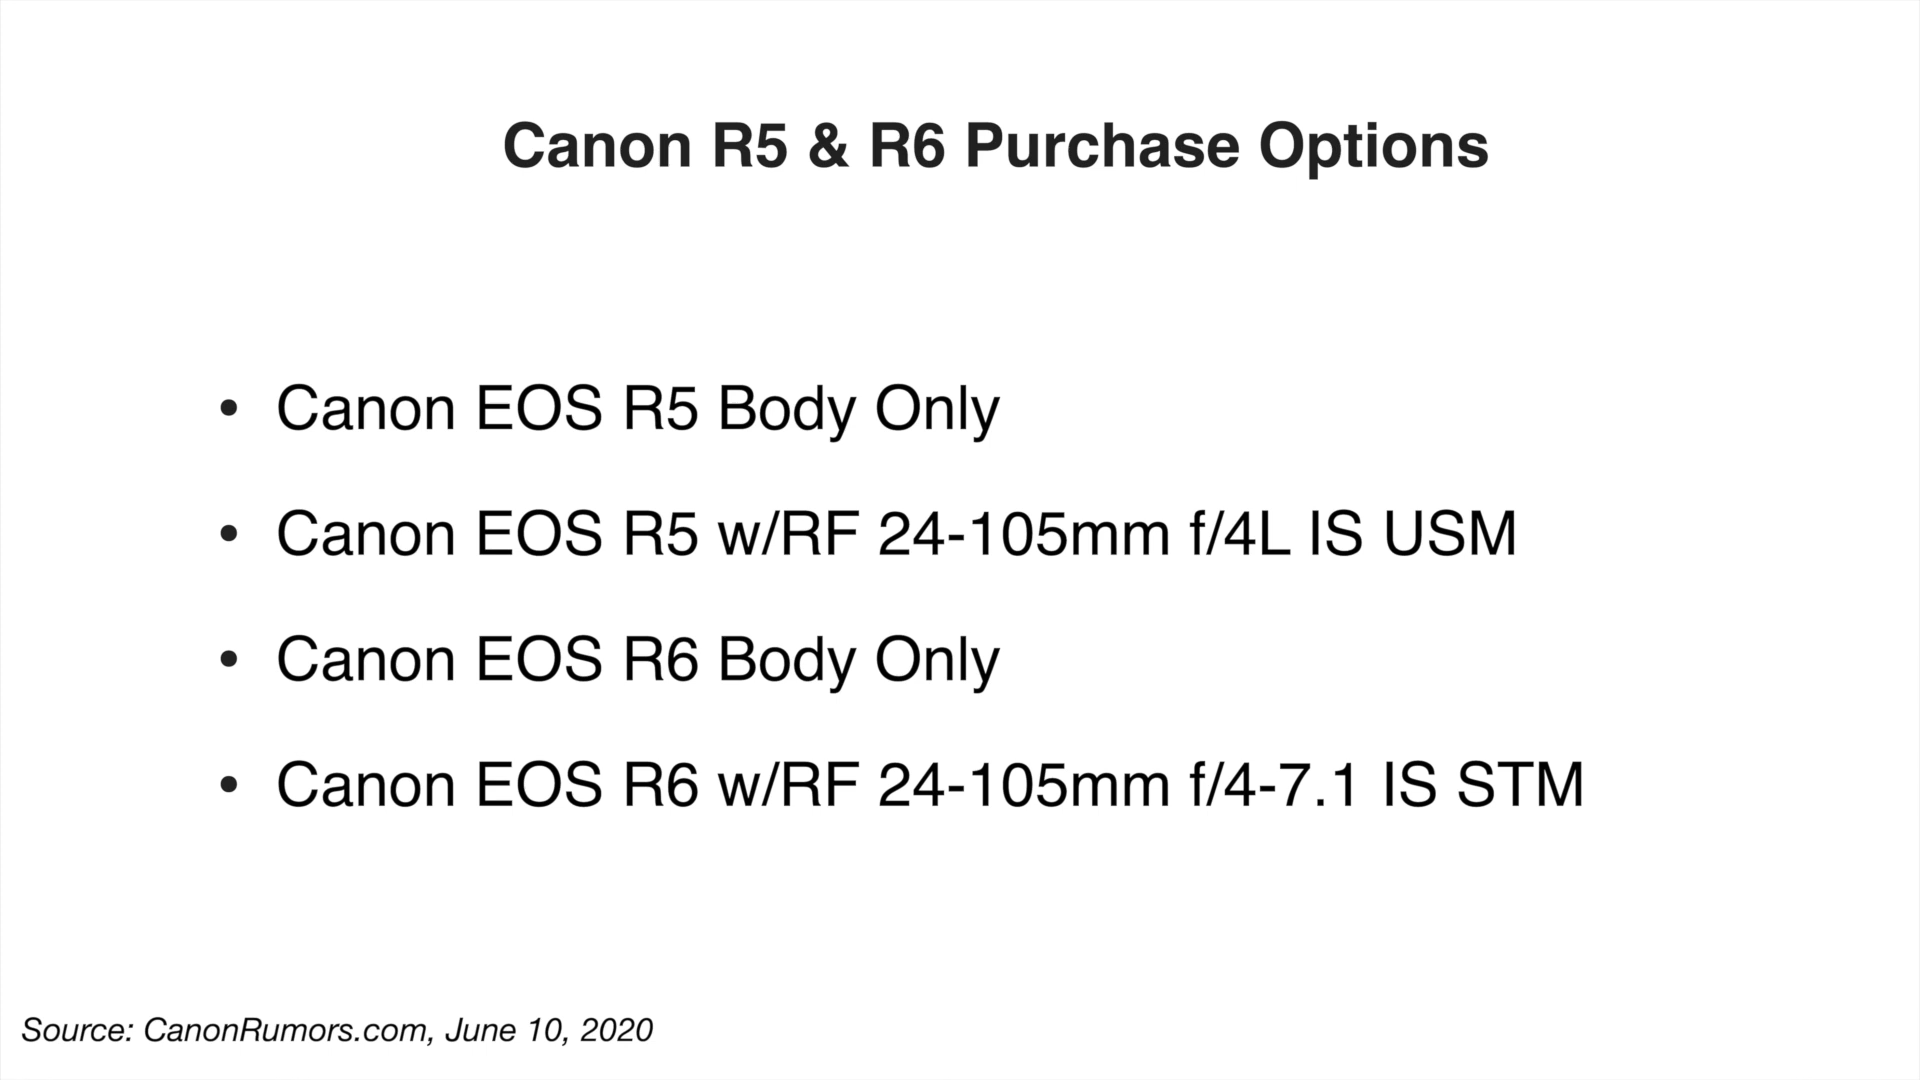 Canon R5 & R6 Purchase Options
• Canon EOS R5 Body Only
• Canon EOS R5 w/RF 24-105mm f/4L IS USM
• Canon EOS R6 Body Only
• Canon EOS R6 w/RF 24-105mm f/4-7.1 IS STM
Source: CanonRumors.com, June 10, 2020